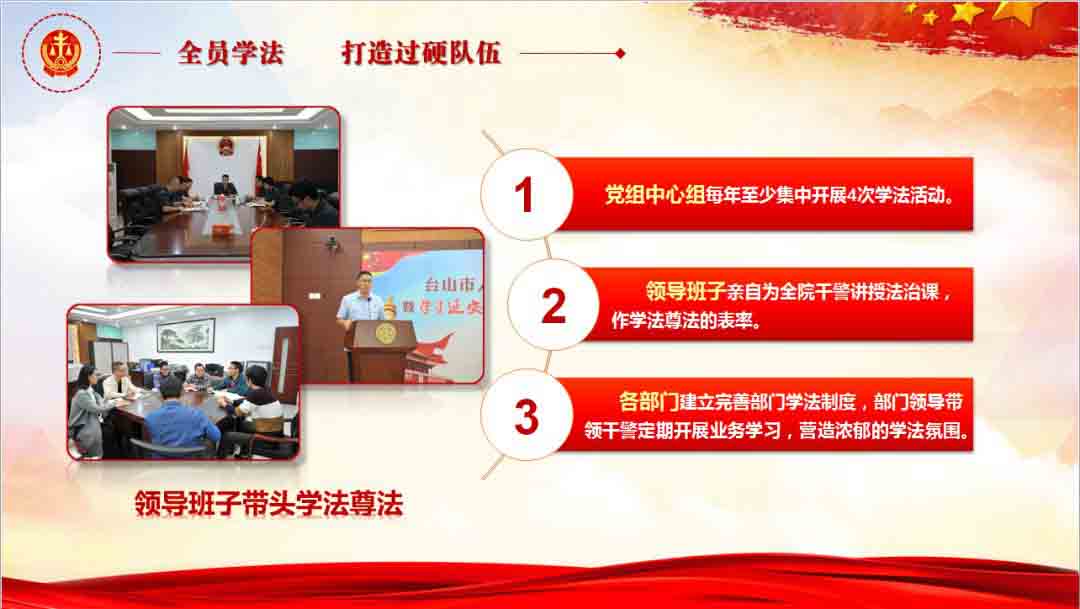 全员学法 打造过硬队伍
台山市人
暨学习延安
1
党组中心组每年至少集中开展4次学法活动。
2
领导班子亲自为全院干警讲授法治课，
作学法尊法的表率。
3
各部门建立完善部门学法制度，部门领导带
领干警定期开展业务学习，营造浓郁的学法氛围。
领导班子带头学法尊法